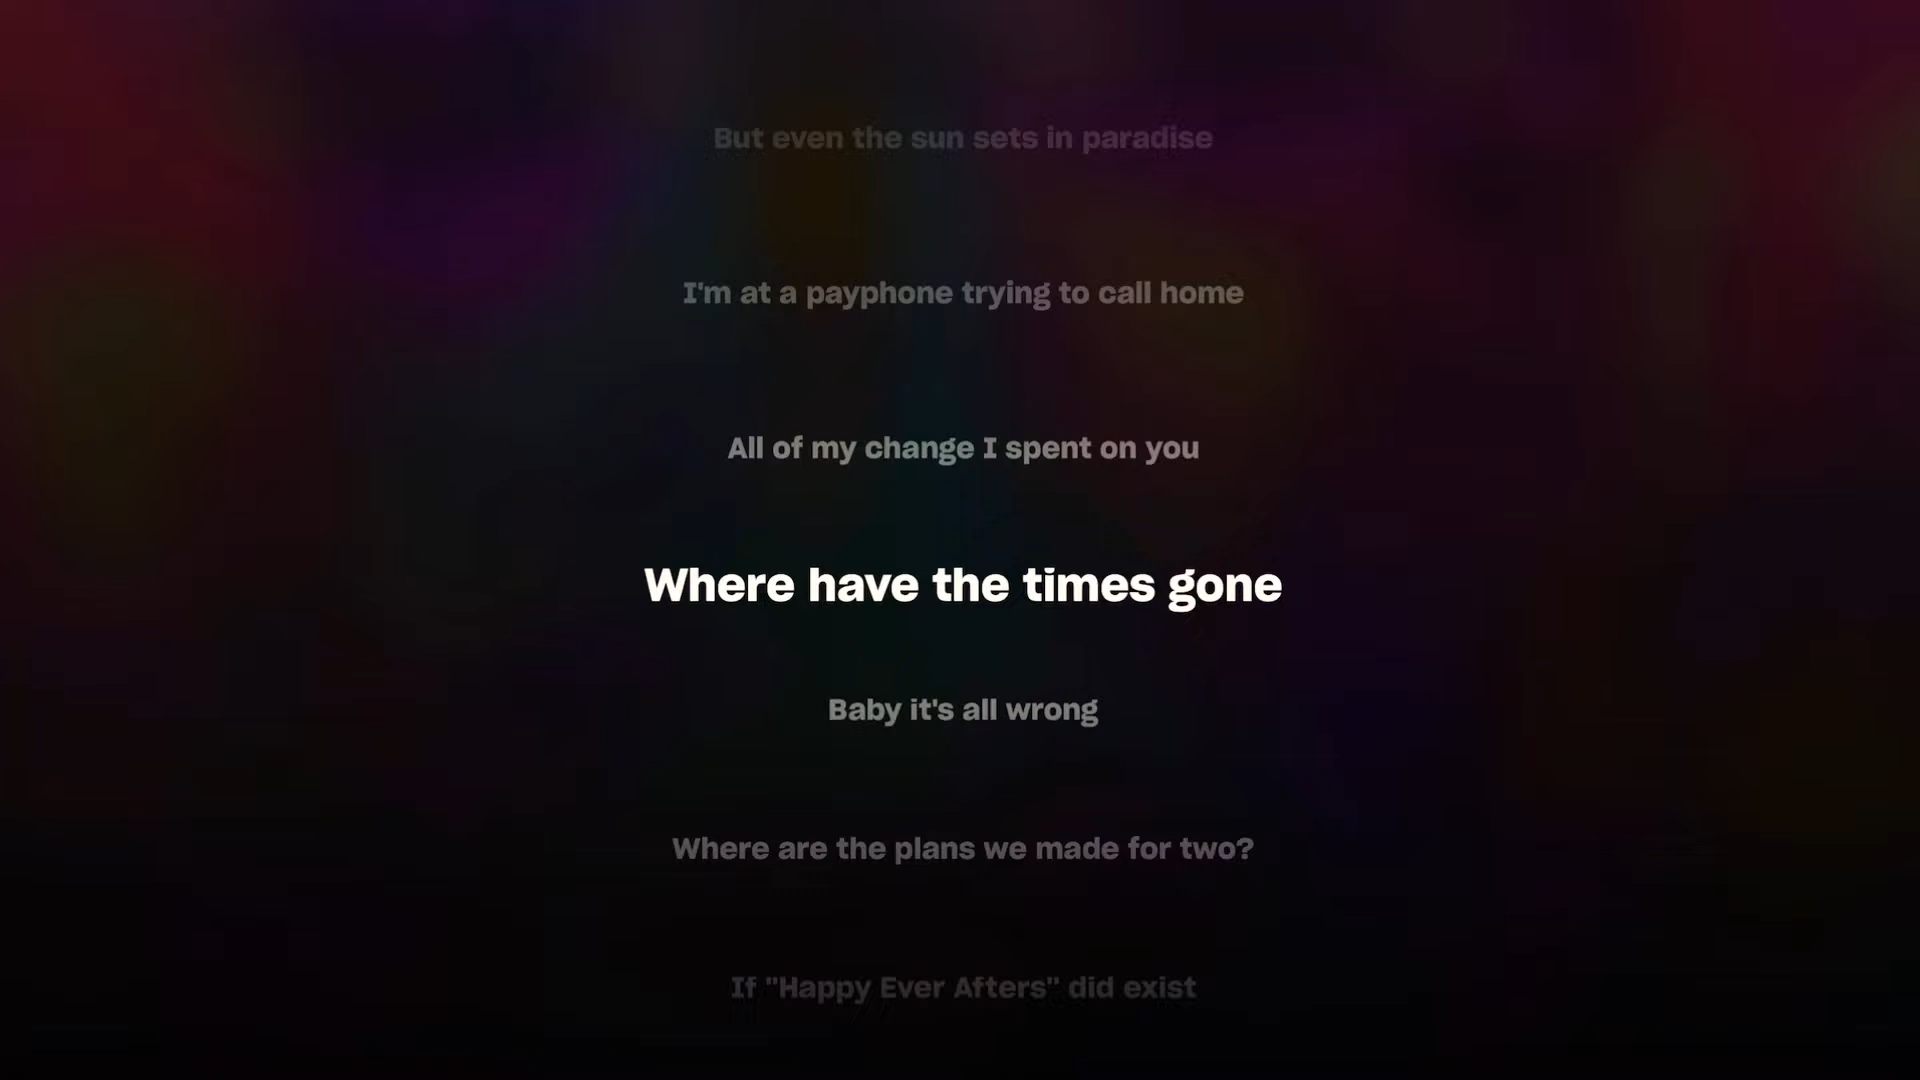 But even the sun sets in paradise
I'm at a payphone trying to call home
All of my change I spent on you
Where have the times gone
Baby it's all wrong
Where are the plans we made for two?
If "Happy Ever Afters" did exist